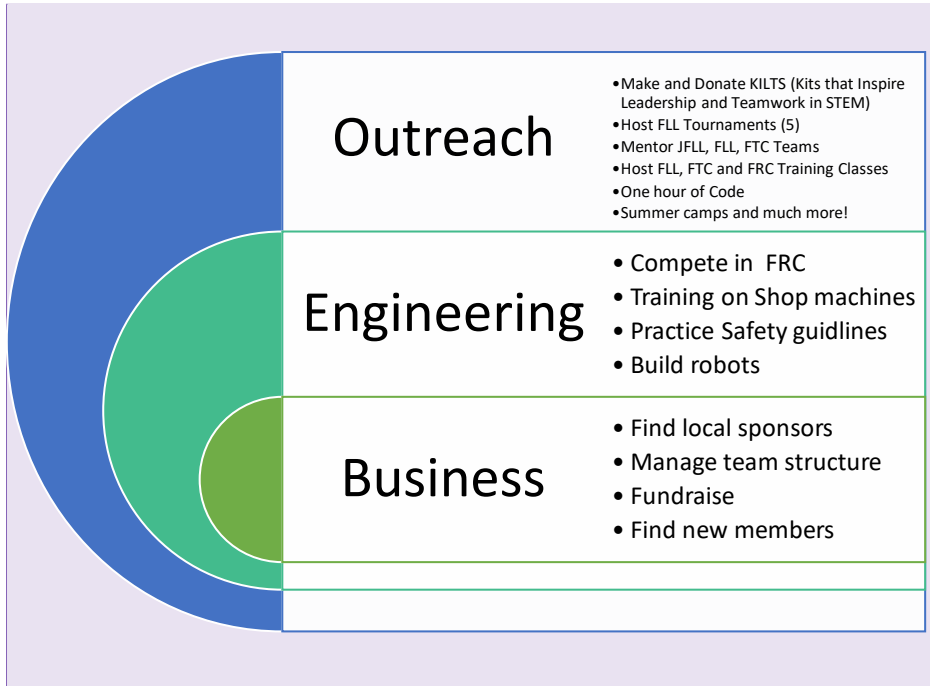 Outreach
•Make and Donate KILTS (Kits that Inspire
Leadership and Teamwork in STEM)
•Host FLL Tournaments (5)
•Mentor JFLL, FLL, FTC Teams
•Host FLL, FTC and FRC Training Classes
•One hour of Code
•Summer camps and much more!
Engineering
• Compete in  FRC
• Training on Shop machines
• Practice Safety guidlines
• Build robots
Business
• Find local sponsors
• Manage team structure
• Fundraise
• Find new members